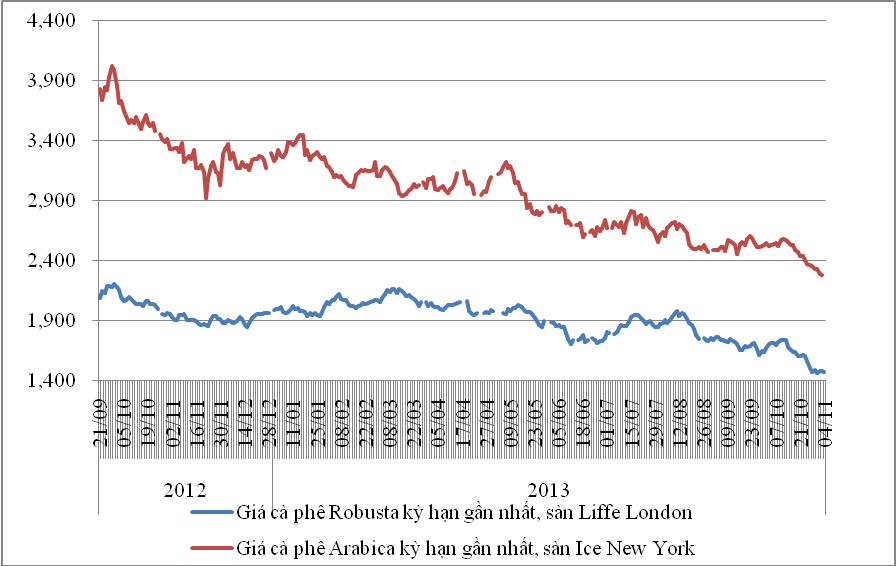 4,400
3,900
3,400
2,900
2,400
1,900
1,400
21/09 05/10 19/10 02/11 16/11 30/11 14/12 28/12 11/01 25/01 08/02 22/02 08/03 22/03 05/04 17/04 27/04 09/05 23/05 05/06 18/06 01/07 15/07 29/07 12/08 26/08 09/09 23/09 07/10 21/10 04/11
2012 2013
Giá cà phê Robusta kỳ hạn gần nhất, sàn Liffe London
Giá cà phê Arabica kỳ hạn gần nhất, sàn Ice New York